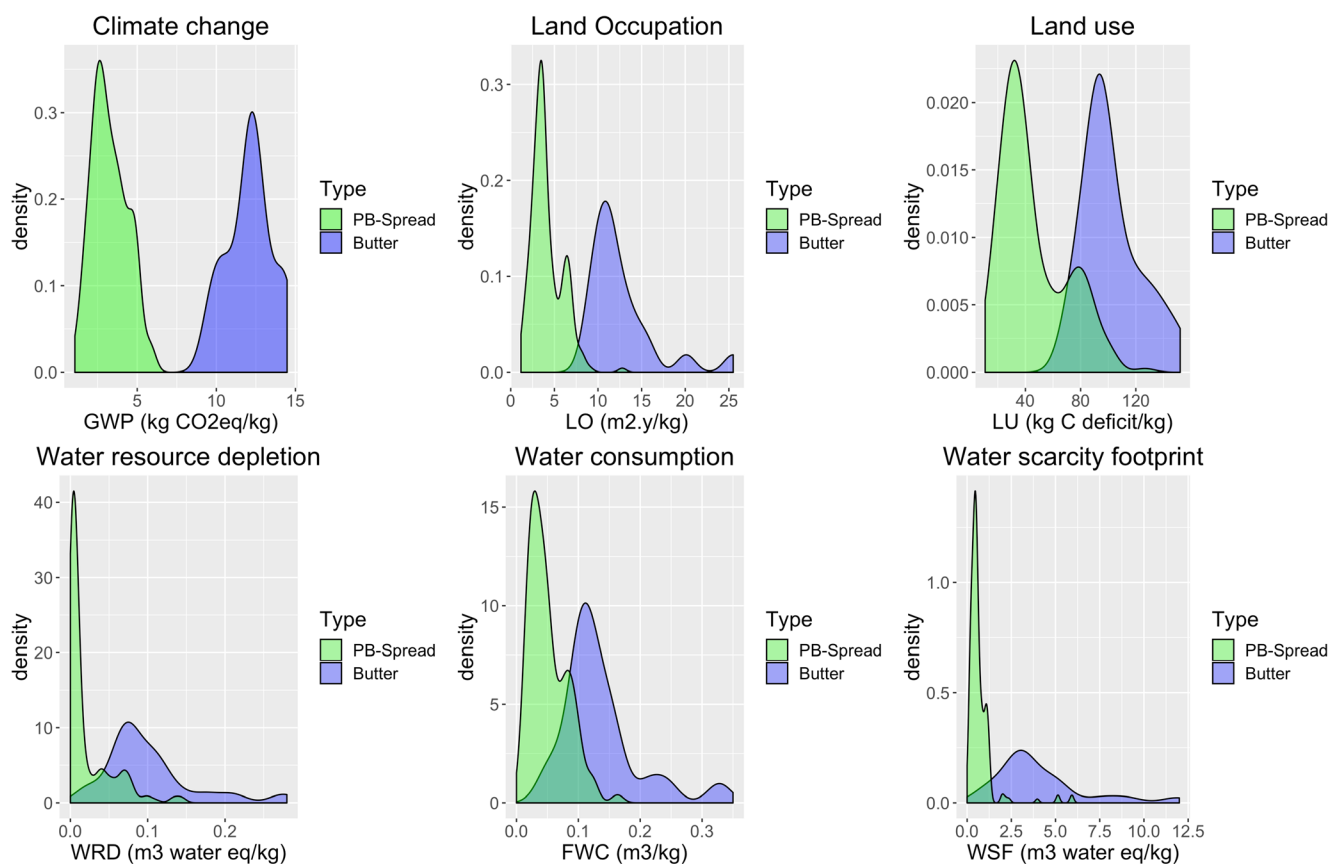 Climate change
density
0.3
0.2
0.1
0.0
5
10
15
GWP (kg CO2eq/kg)
Type
PB-Spread
Butter
Land Occupation
density
0.3
0.2
0.1
0.0
0
5
10
15
20
25
LO (m2.y/kg)
Type
PB-Spread
Butter
Land use
density
0.020
0.015
0.010
0.005
0.000
40
80
120
LU (kg C deficit/kg)
Type
PB-Spread
Butter
Water resource depletion
density
40
30
20
10
0
0.0
0.1
0.2
WRD (m3 water eq/kg)
Type
PB-Spread
Butter
Water consumption
density
15
10
5
0
0.0
0.1
0.2
0.3
FWC (m3/kg)
Type
PB-Spread
Butter
Water scarcity footprint
density
1.0
0.5
0.0
0.0
2.5
5.0
7.5
10.0
12.5
WSF (m3 water eq/kg)
Type
PB-Spread
Butter